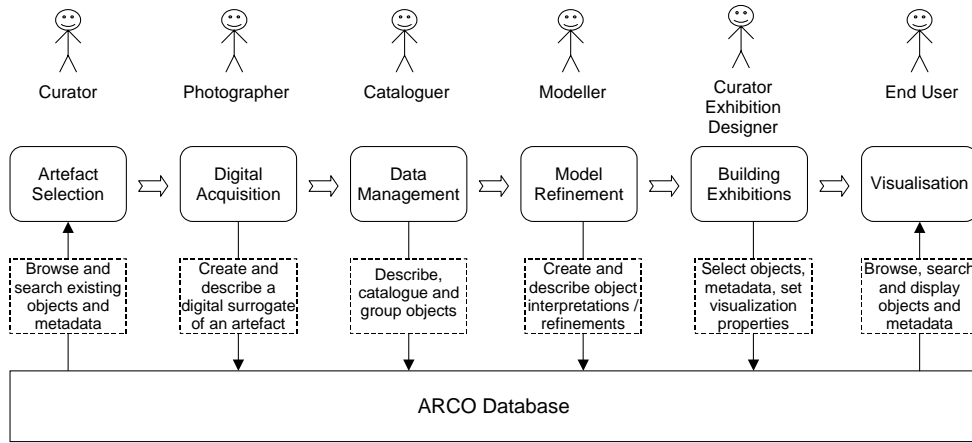 Curator
Photographer
Cataloguer
Modeller
Curator
Exhibition
Designer
End User
Artefact
Selection
Digital
Acquisition
Data
Management
Model
Refinement
Building
Exhibitions
Visualisation
Browse and
search existing
objects and
metadata
Create and
describe a
digital surrogate
of an artefact
Describe,
catalogue and
group objects
Create and
describe object
interpretations /
refinements
Select objects,
metadata, set
visualization
properties
Browse, search
and display
objects and
metadata
ARCO Database